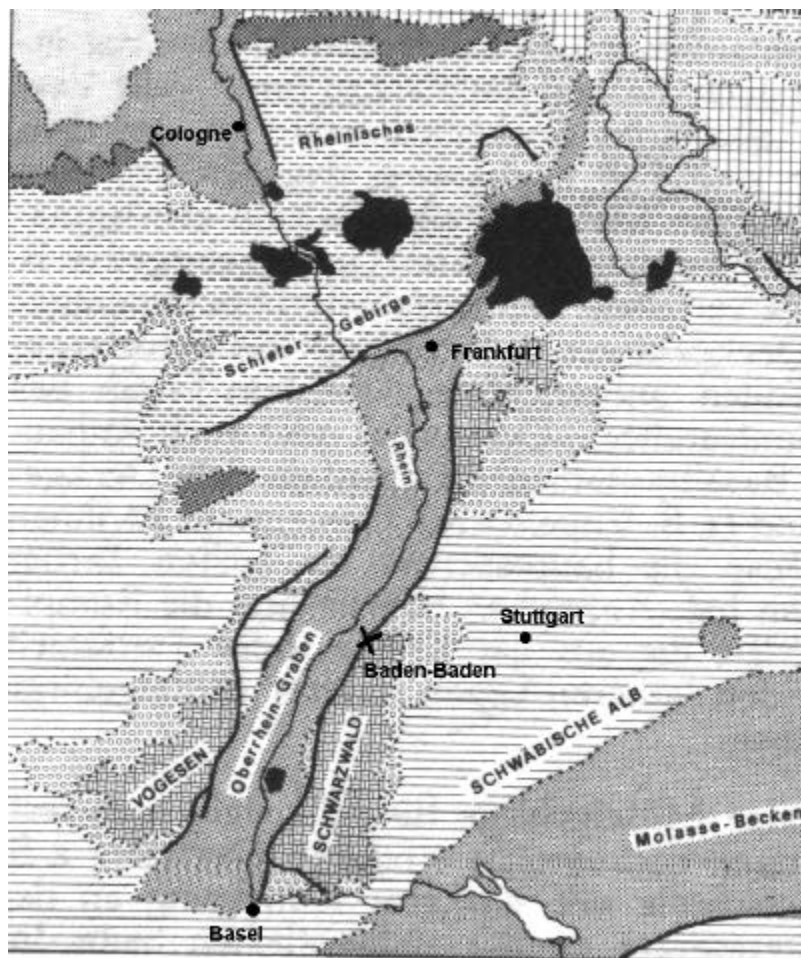 Cologne
Rheinisches
Schiefer - Gebirge
Frankfurt
Rhein
Stuttgart
Baden-Baden
Oberrhein-Graben
SCHWÄBISCHE ALB
VOGESEN
SCHWARZWALD
Molasse-Becken
Basel